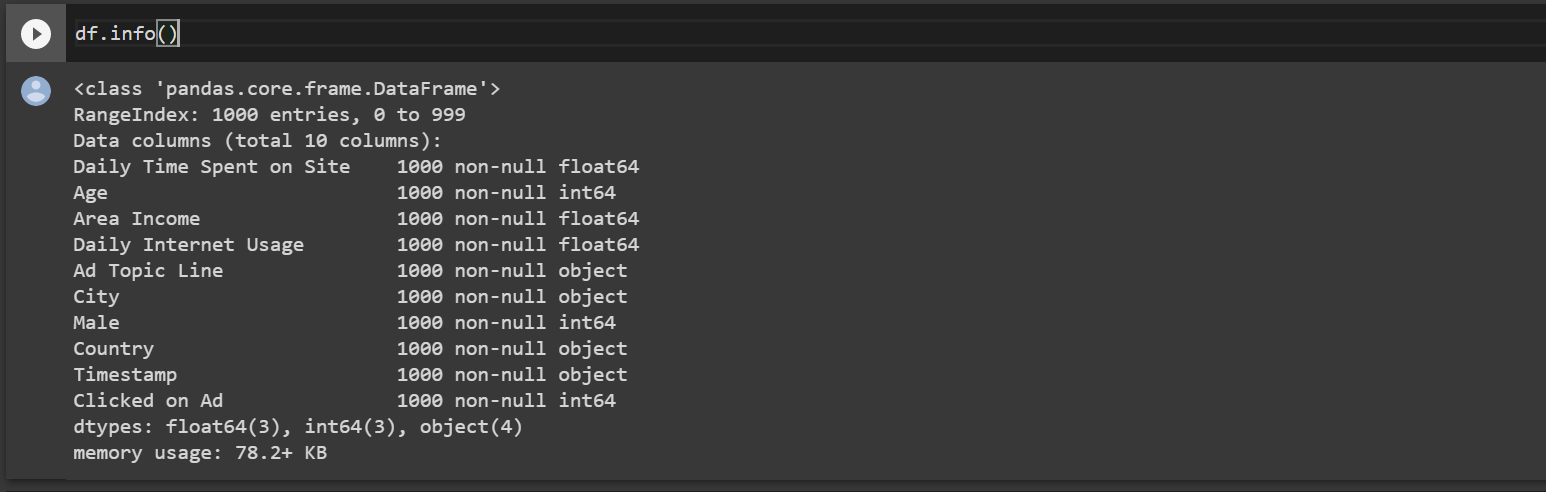 df.info()
<class 'pandas.core.frame.DataFrame'>
RangeIndex: 1000 entries, 0 to 999
Data columns (total 10 columns):
Daily Time Spent on Site    1000 non-null float64
Age                         1000 non-null int64
Area Income                 1000 non-null float64
Daily Internet Usage        1000 non-null float64
Ad Topic Line               1000 non-null object
City                        1000 non-null object
Male                        1000 non-null int64
Country                     1000 non-null object
Timestamp                   1000 non-null object
Clicked on Ad               1000 non-null int64
dtypes: float64(3), int64(3), object(4)
memory usage: 78.2+ KB